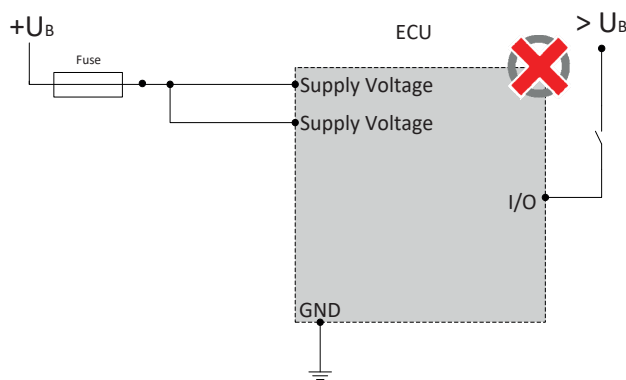 +UB
ECU
> UB
Fuse
Supply Voltage
Supply Voltage
I/O
GND